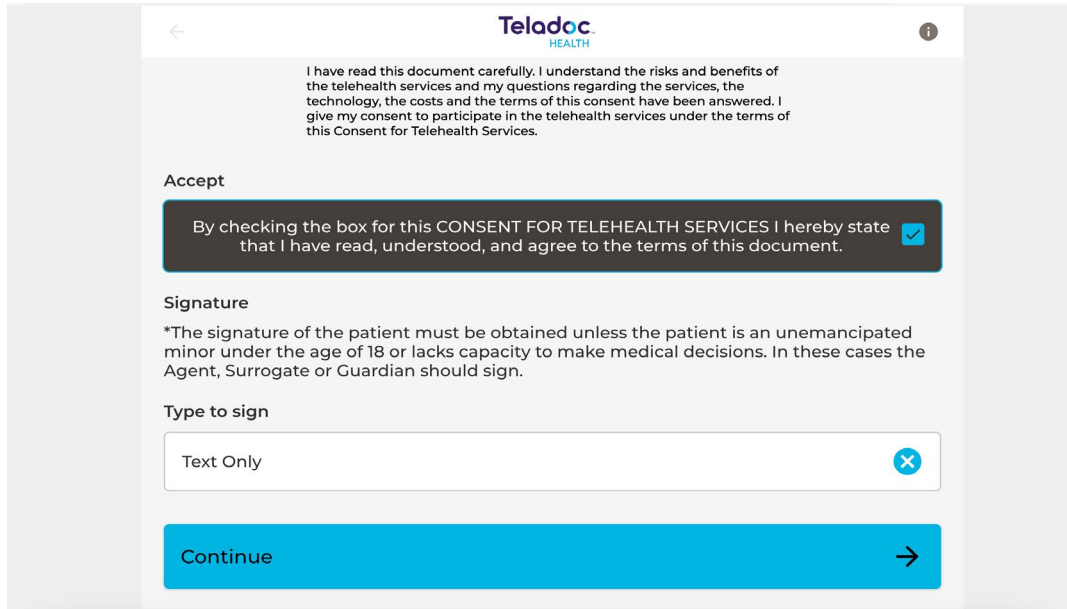 Teladoc
HEALTH
I have read this document carefully. I understand the risks and benefits of
the telehealth services and my questions regarding the services, the
technology, the costs and the terms of this consent have been answered. I
give my consent to participate in the telehealth services under the terms of
this Consent for Telehealth Services.
Accept
By checking the box for this CONSENT FOR TELEHEALTH SERVICES I hereby state
that I have read, understood, and agree to the terms of this document.
Signature
*The signature of the patient must be obtained unless the patient is an unemancipated
minor under the age of 18 or lacks capacity to make medical decisions. In these cases the
Agent, Surrogate or Guardian should sign.
Type to sign
Text Only
Continue